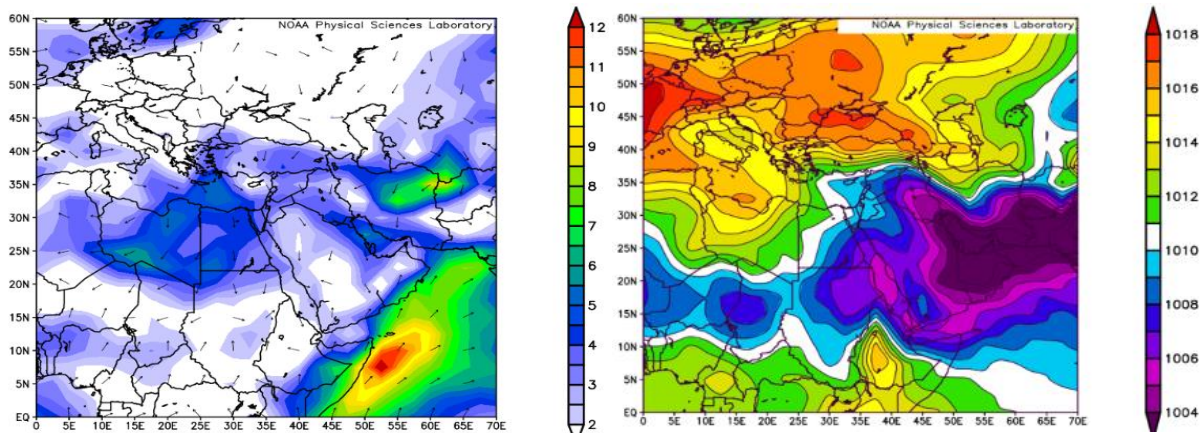 NOAA Physical Sciences Laboratory
60N
55N
50N
45N
40N
35N
30N
25N
20N
15N
10N
5N
EQ
0 5E 10E 15E 20E 25E 30E 35E 40E 45E 50E 55E 60E 65E 70E
12
11
10
9
8
7
6
5
4
3
2
NOAA Physical Sciences Laboratory
60N
55N
50N
45N
40N
35N
30N
25N
20N
15N
10N
5N
EQ
0 5E 10E 15E 20E 25E 30E 35E 40E 45E 50E 55E 60E 65E 70E
1018
1016
1014
1012
1010
1008
1006
1004